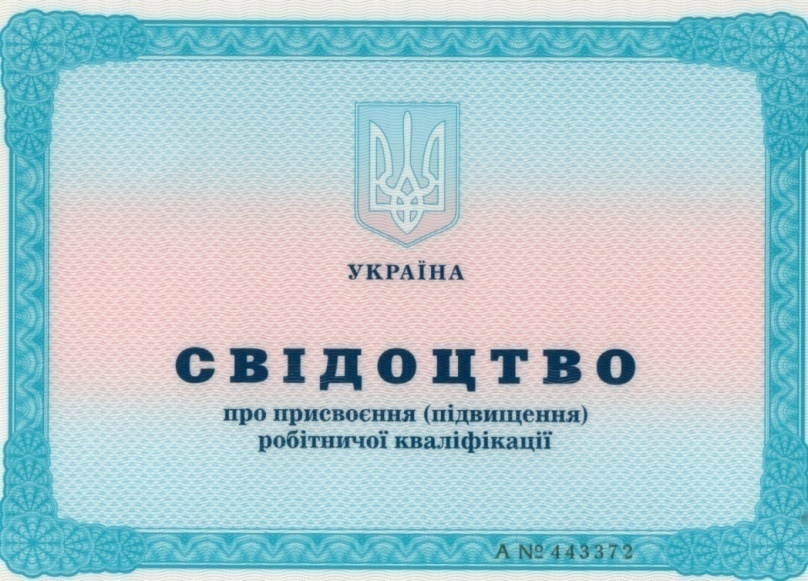 УКРАЇНА
СВІДОЦТВО
про присвоєння (підвищення)
робітничої кваліфікації
А № 443372